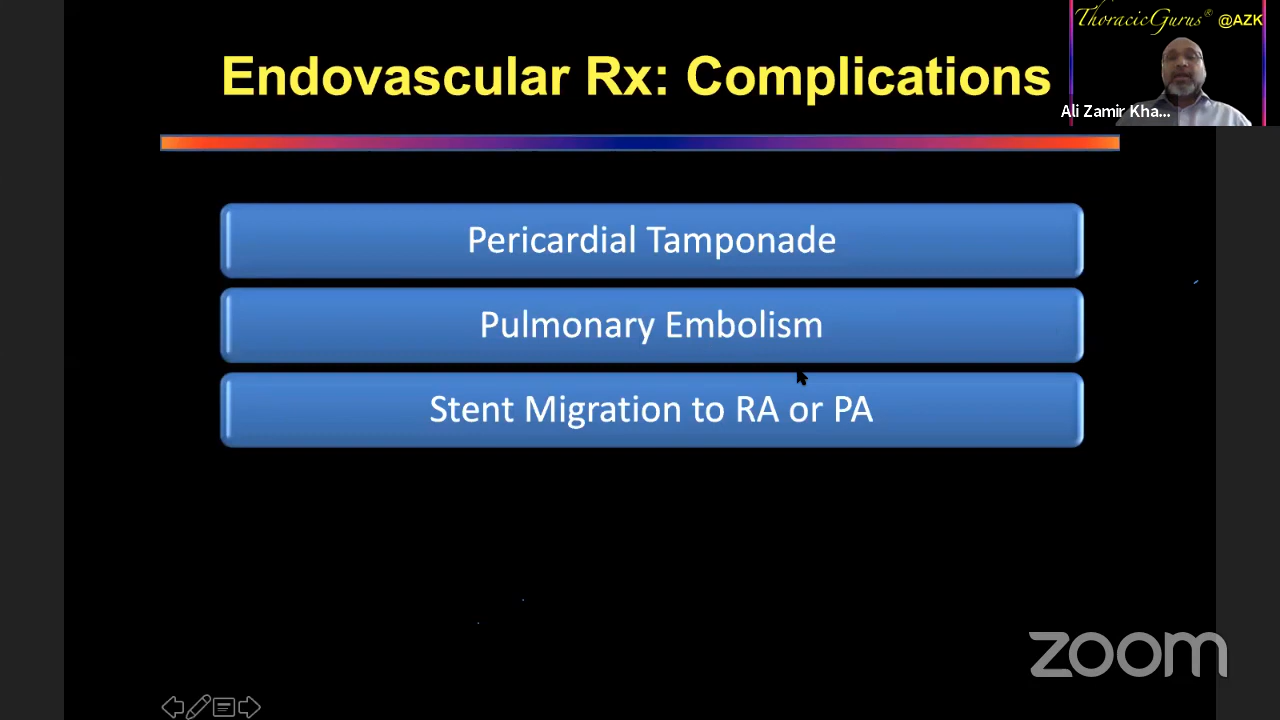 ThoracicGurus® @AZK
Endovascular Rx: Complications
Ali Zamir Kha...
Pericardial Tamponade
Pulmonary Embolism
Stent Migration to RA or PA
zoom